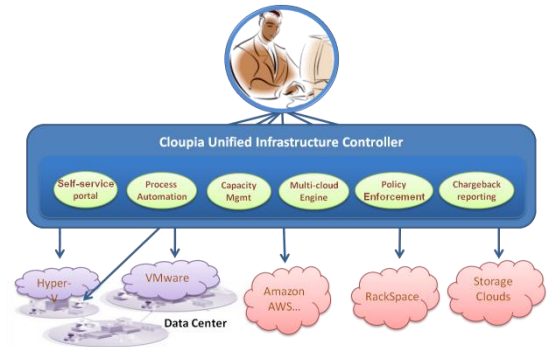 Cloupia Unified Infrastructure Controller
Self-service
portal
Process
Automation
Capacity
Mgmt
Multi-cloud
Engine
Policy
Enforcement
Chargeback
reporting
Hyper-
V
VMware
Amazon
AWS...
RackSpace
Storage
Clouds
Data Center